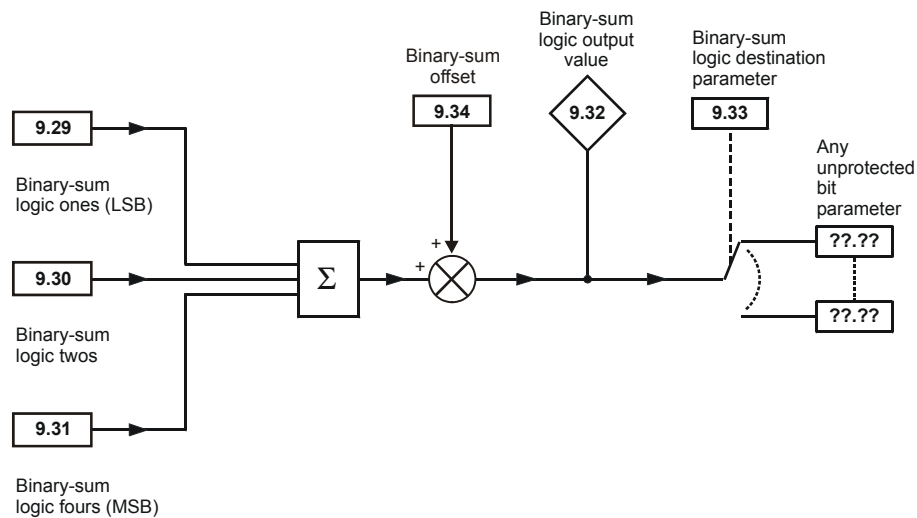 Binary-sum
logic output
value
Binary-sum
offset
Binary-sum
logic destination
parameter
9.34
9.32
9.33
9.29
Binary-sum
logic ones (LSB)
Any
unprotected
bit
parameter
??.??
+
+
Σ
9.30
Binary-sum
logic twos
??.??
9.31
Binary-sum
logic fours (MSB)